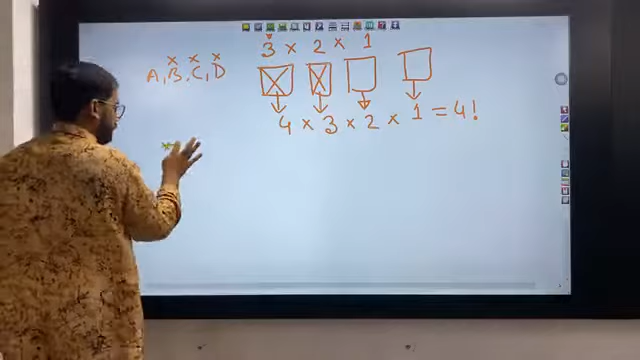 3 × 2 × 1
× × ×
A, B, C, D
4 × 3 × 2 × 1 = 4!